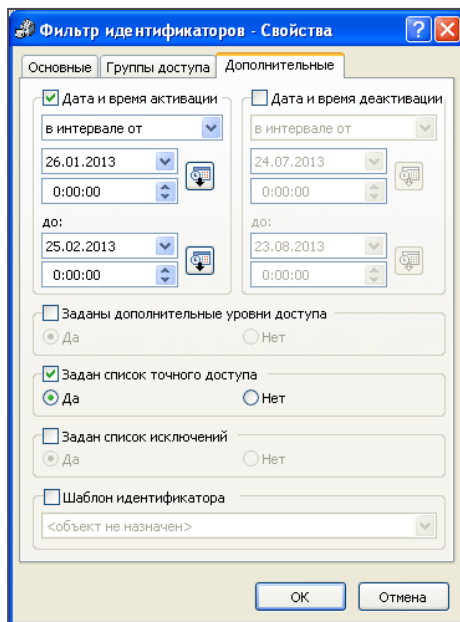 Фильтр идентификаторов - Свойства
Основные Группы доступа Дополнительные
Дата и время активации
в интервале от
26.01.2013
0:00:00
до:
25.02.2013
0:00:00
Дата и время деактивации
в интервале от
24.07.2013
0:00:00
до:
23.08.2013
0:00:00
Заданы дополнительные уровни доступа
Да Нет
Задан список точного доступа
Да Нет
Задан список исключений
Да Нет
Шаблон идентификатора
<объект не назначен>
ОК Отмена